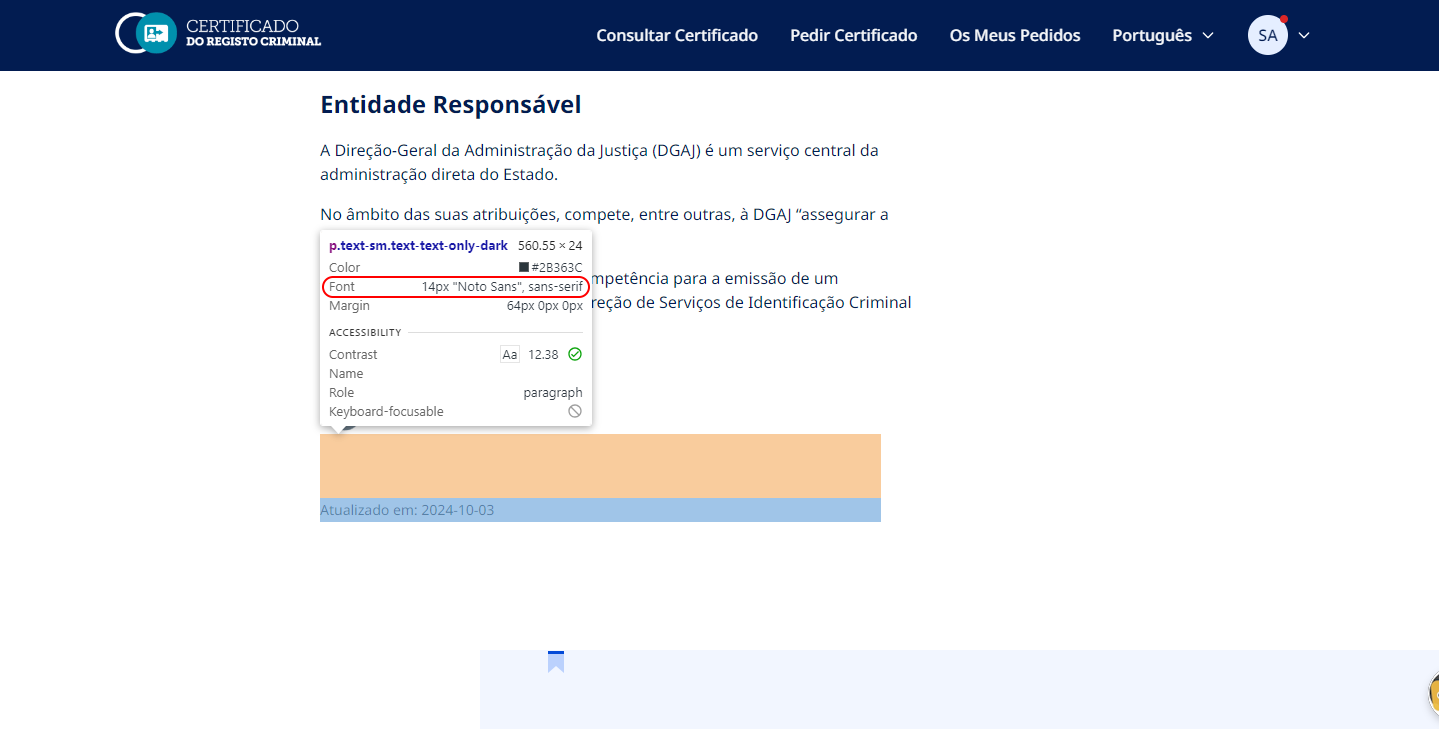 CERTIFICADO
DO REGISTO CRIMINAL
Consultar Certificado
Pedir Certificado
Os Meus Pedidos
Português
SA
Entidade Responsável
A Direção-Geral da Administração da Justiça (DGAJ) é um serviço central da
administração direta do Estado.
No âmbito das suas atribuições, compete, entre outras, à DGAJ “assegurar a
p.text-sm.text-text-only-dark 560.55 × 24
Color #2B363C
Font 14px "Noto Sans", sans-serif
Margin 64px 0px 0px
ACCESSIBILITY
Contrast Aa 12.38
Name
Role paragraph
Keyboard-focusable
para a emissão de um
de Serviços de Identificação Criminal
Atualizado em: 2024-10-03